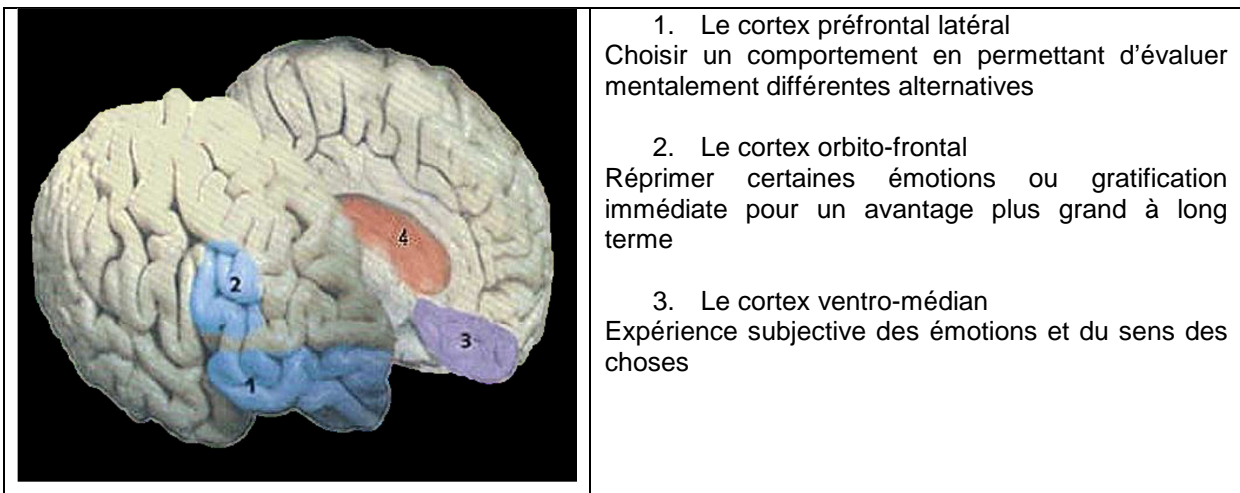 1. Le cortex préfrontal latéral
Choisir un comportement en permettant d'évaluer
mentalement différentes alternatives
2. Le cortex orbito-frontal
Réprimer certaines émotions ou gratification
immédiate pour un avantage plus grand à long
terme
3. Le cortex ventro-médian
Expérience subjective des émotions et du sens des
choses
4
2
3
1